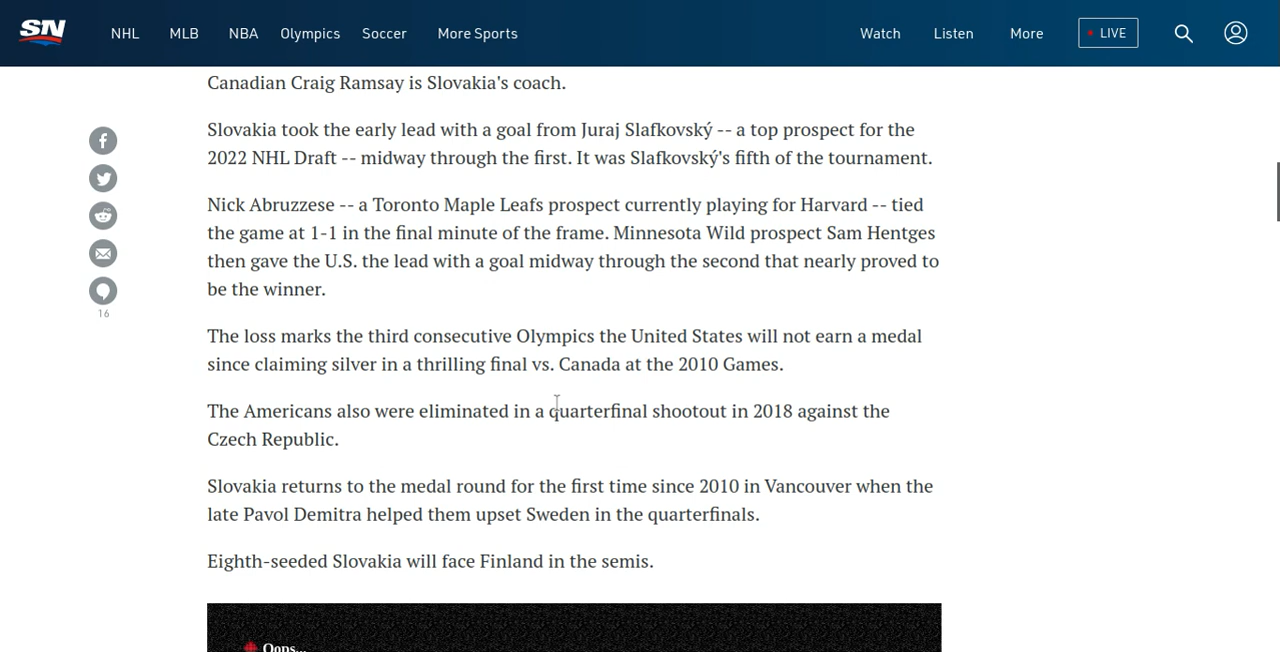 SN NHL MLB NBA Olympics Soccer More Sports Watch Listen More LIVE
Canadian Craig Ramsay is Slovakia's coach.
Slovakia took the early lead with a goal from Juraj Slafkovský -- a top prospect for the
2022 NHL Draft -- midway through the first. It was Slafkovský's fifth of the tournament.
Nick Abruzzese -- a Toronto Maple Leafs prospect currently playing for Harvard -- tied
the game at 1-1 in the final minute of the frame. Minnesota Wild prospect Sam Hentges
then gave the U.S. the lead with a goal midway through the second that nearly proved to
be the winner.
16
The loss marks the third consecutive Olympics the United States will not earn a medal
since claiming silver in a thrilling final vs. Canada at the 2010 Games.
The Americans also were eliminated in a quarterfinal shootout in 2018 against the
Czech Republic.
Slovakia returns to the medal round for the first time since 2010 in Vancouver when the
late Pavol Demitra helped them upset Sweden in the quarterfinals.
Eighth-seeded Slovakia will face Finland in the semis.
Oops...